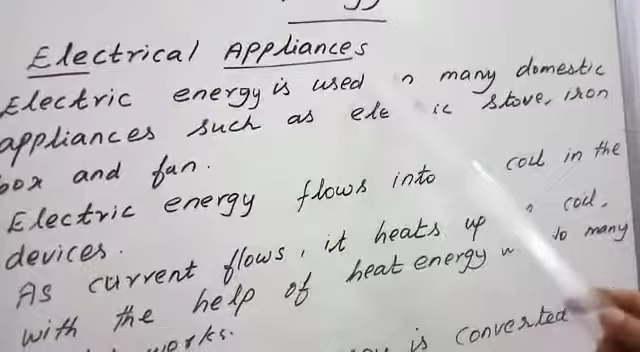 Electrical Appliances
Electric energy is used many domestic
appliances such as stove, iron
box and fan.
Electric energy flows into coil in the
devices.
As current flows, it heats up coil.
with the help of heat energy many
works.
is converted